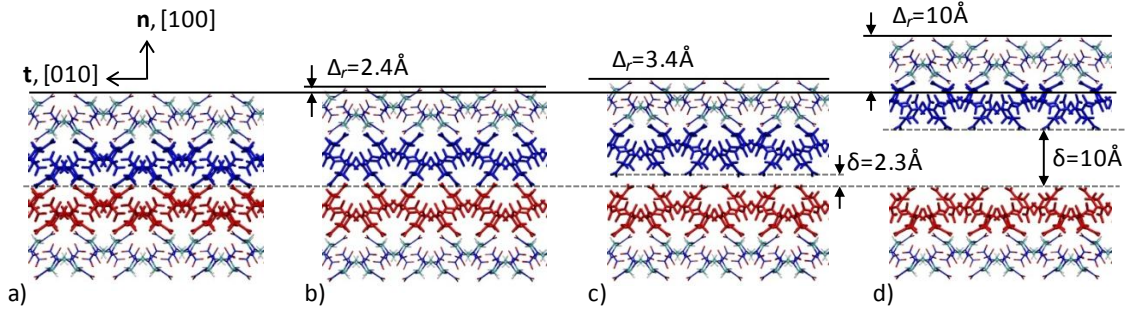 n, [100]
t, [010]
Δr=2.4Å
Δr=3.4Å
Δr=10Å
δ=2.3Å
δ=10Å
a)
b)
c)
d)